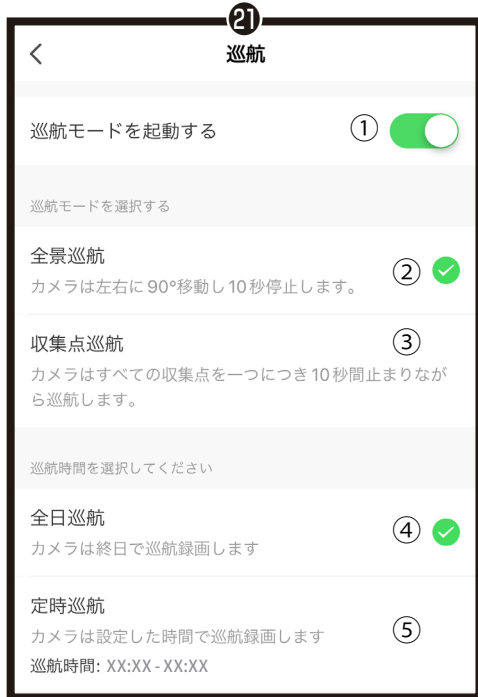 ㉑
巡航
巡航モードを起動する ①
巡航モードを選択する
全景巡航
②
カメラは左右に90°移動し10秒停止します。
収集点巡航 ③
カメラはすべての収集点を一つにつき10秒間止まりなが
ら巡航します。
巡航時間を選択してください
全日巡航
④
カメラは終日で巡航録画します
定時巡航
カメラは設定した時間で巡航録画します ⑤
巡航時間: XX:XX - XX:XX